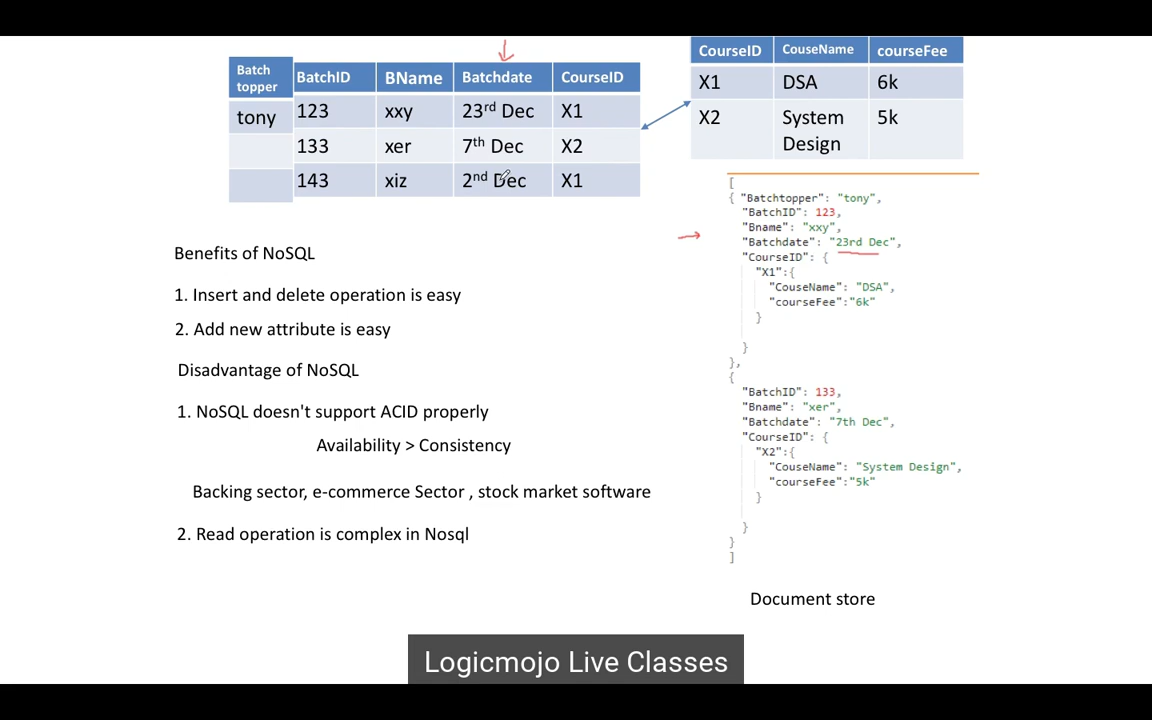 Batch topper BatchID BName Batchdate CourseID
tony 123 xxy 23rd Dec X1
133 xer 7th Dec X2
143 xiz 2nd Dec X1
CourseID CouseName courseFee
X1 DSA 6k
X2 System Design 5k
Benefits of NoSQL
1. Insert and delete operation is easy
2. Add new attribute is easy
Disadvantage of NoSQL
1. NoSQL doesn't support ACID properly
Availability > Consistency
Backing sector, e-commerce Sector , stock market software
2. Read operation is complex in Nosql
[
{ "Batchtopper": "tony",
"BatchID": 123,
"Bname": "xxy",
"Batchdate": "23rd Dec",
"CourseID": {
"X1":{
"CouseName": "DSA",
"courseFee":"6k"
}
}
},
{
"BatchID": 133,
"Bname": "xer",
"Batchdate": "7th Dec",
"CourseID": {
"X2":{
"CouseName": "System Design",
"courseFee":"5k"
}
}
}
]
Document store
Logicmojo Live Classes